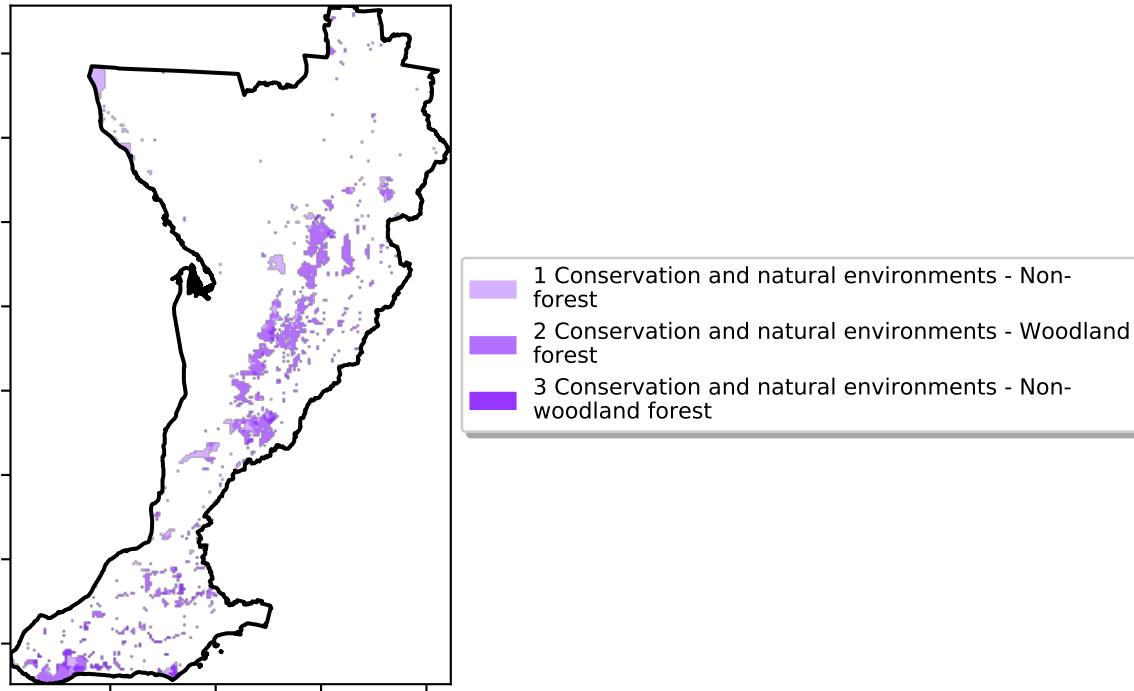 1 Conservation and natural environments - Non-
forest
2 Conservation and natural environments - Woodland
forest
3 Conservation and natural environments - Non-
woodland forest